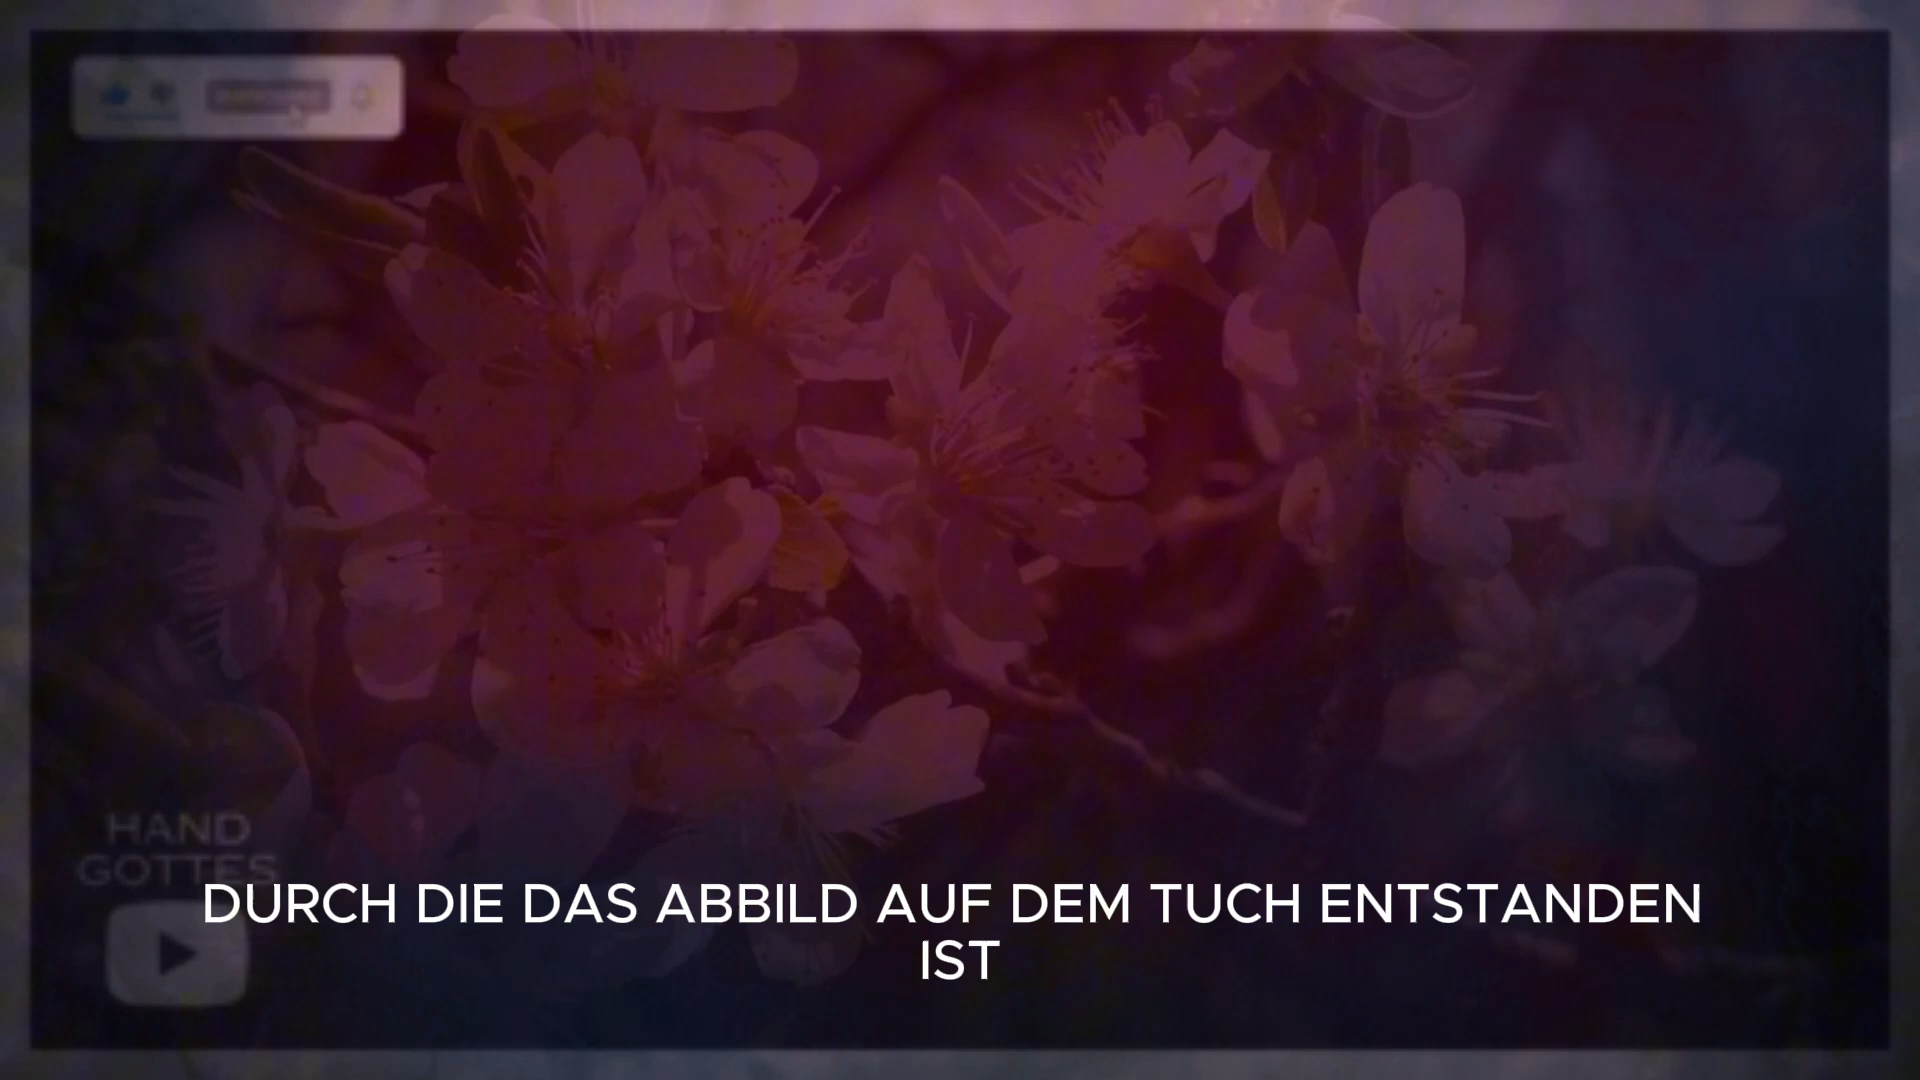 HAND
GOTTES
DURCH DIE DAS ABBILD AUF DEM TUCH ENTSTANDEN
IST